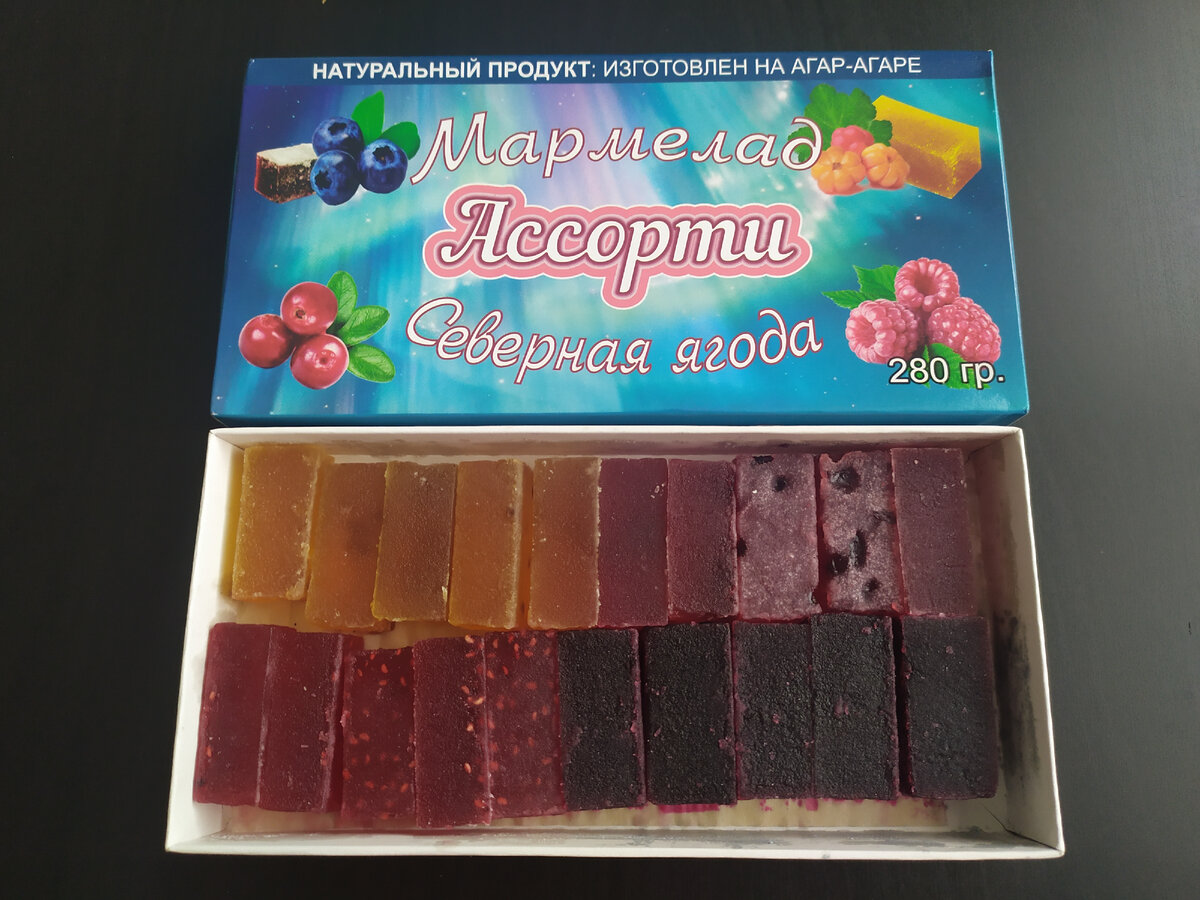 НАТУРАЛЬНЫЙ ПРОДУКТ: ИЗГОТОВЛЕН НА АГАР-АГАРЕ
Мармелад
Ассорти
Северная ягода
280 гр.